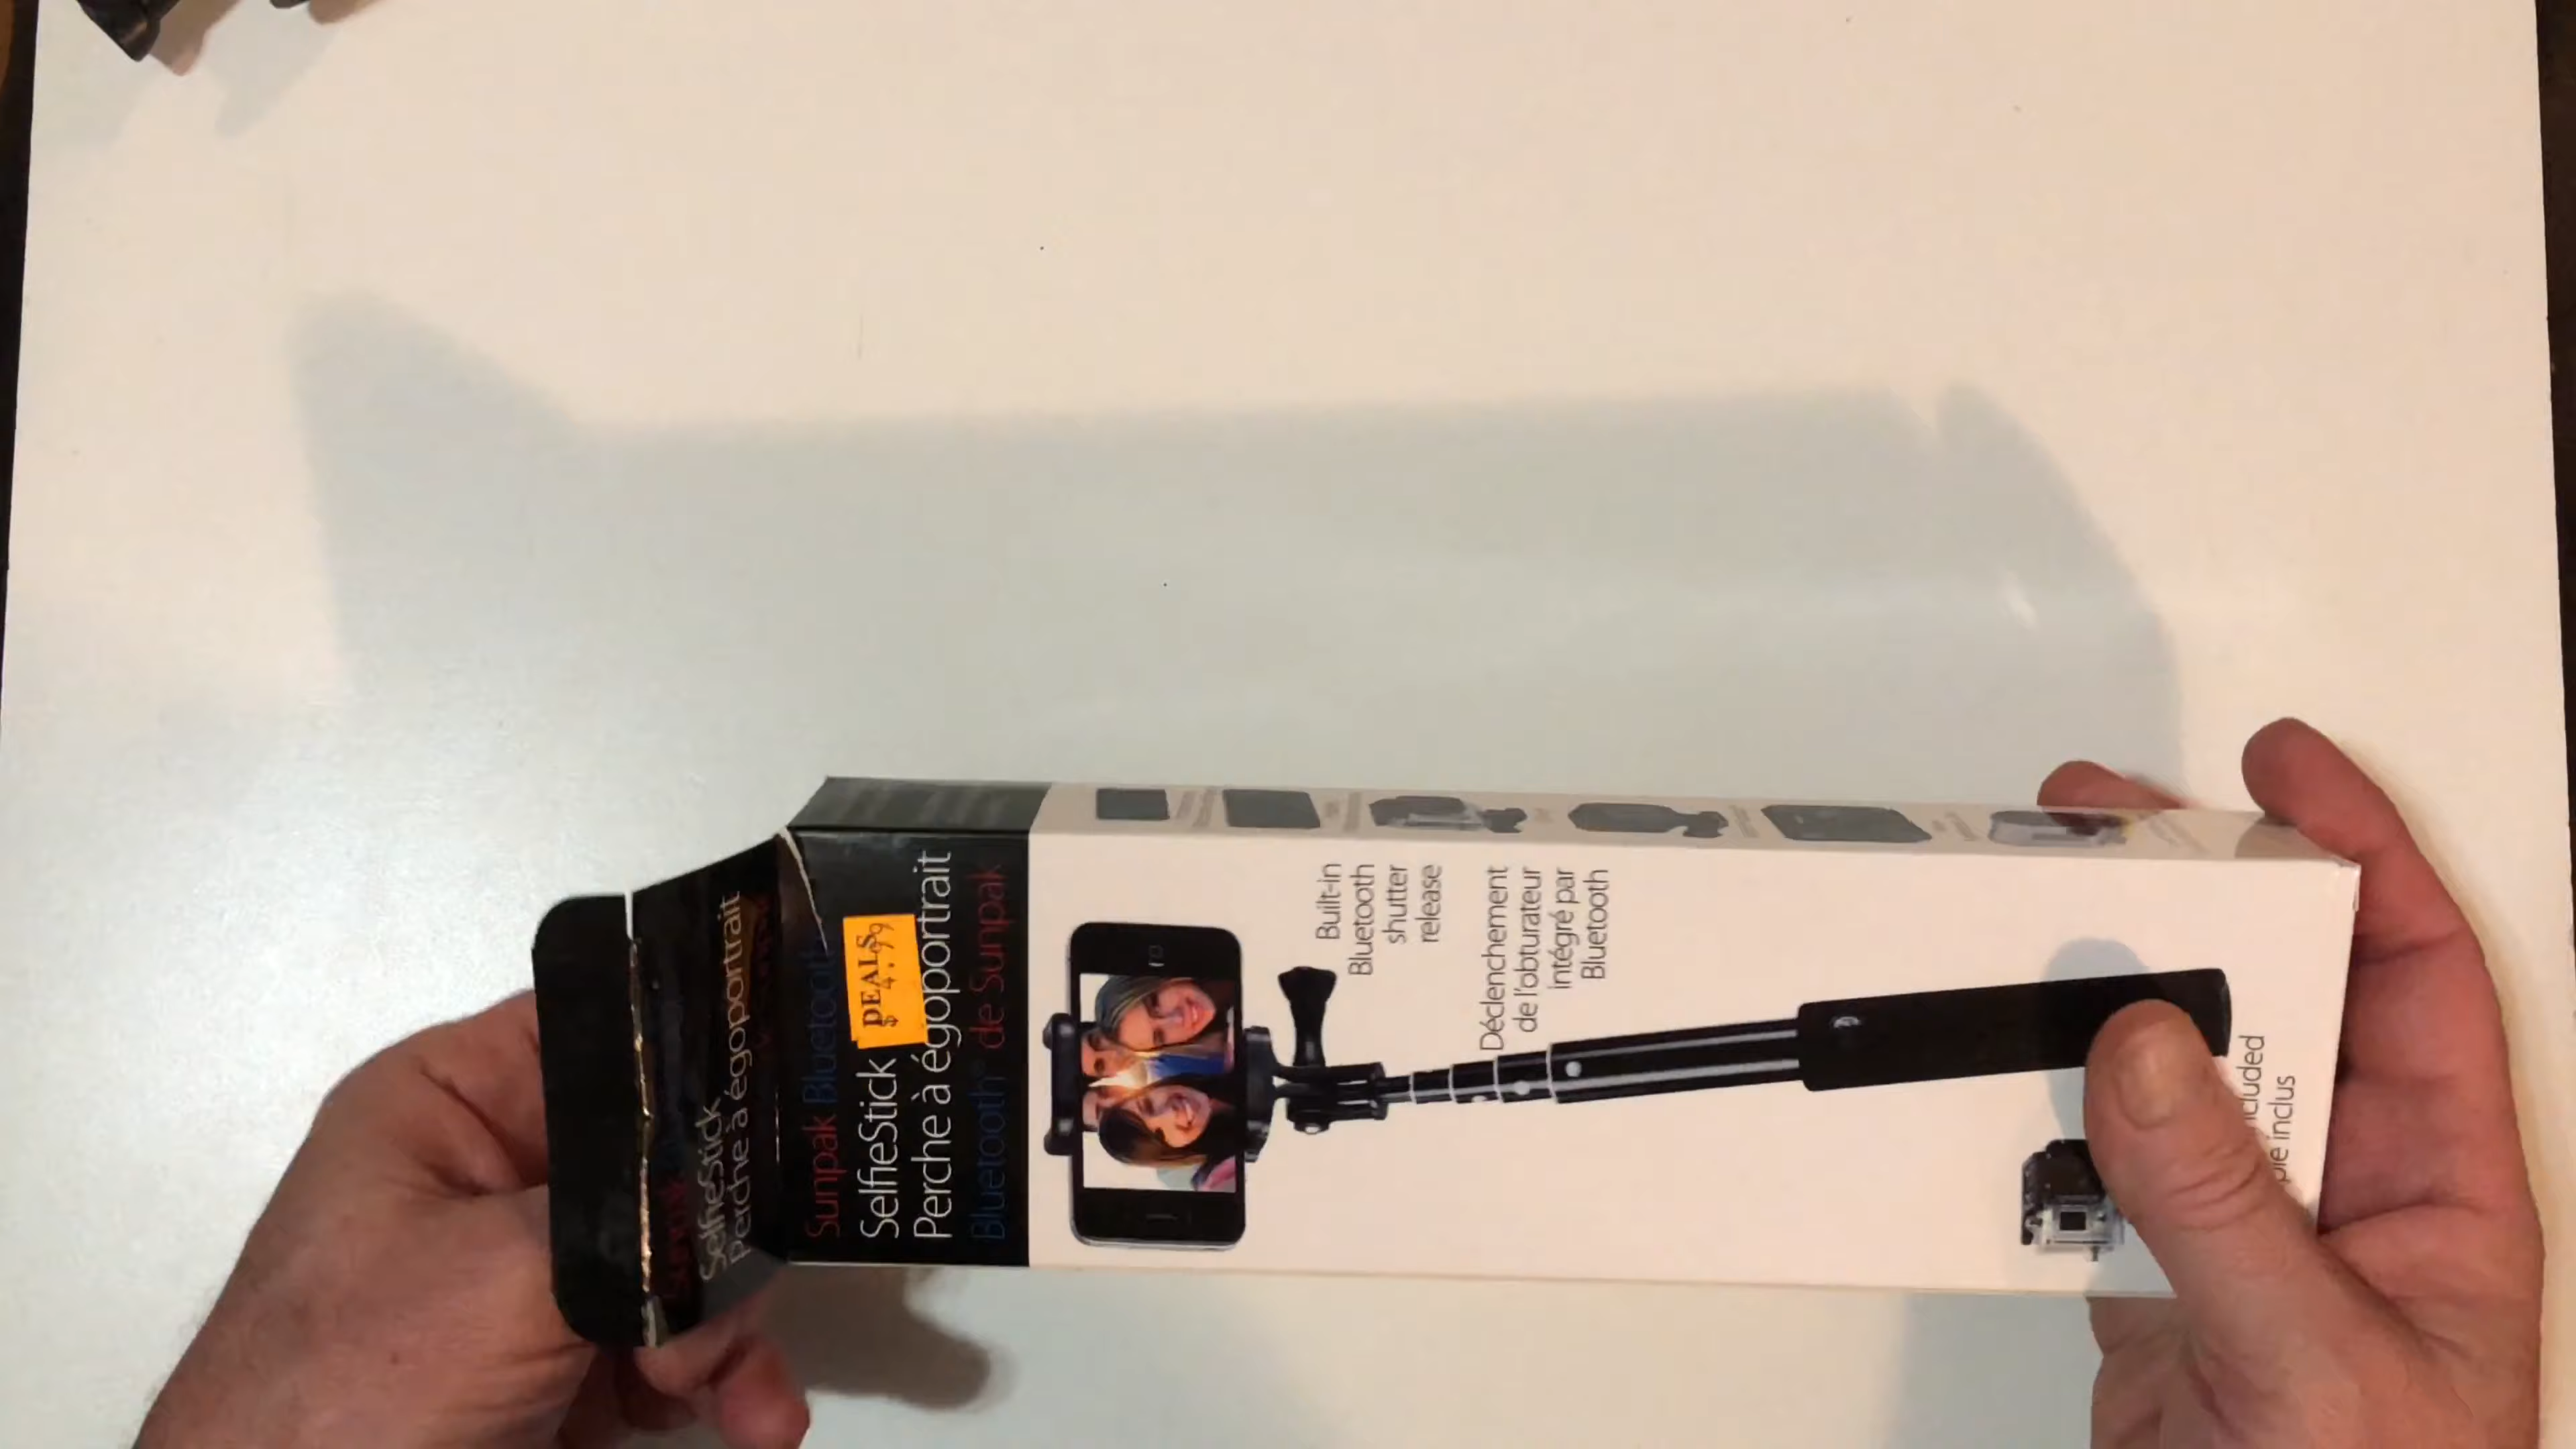 SelfieStick
Perche à égoportrait
Sunpak Bluetooth
SelfieStick
Perche à égoportrait
Bluetooth® de Sunpak
DEALS
$ 4.99
Built-in
Bluetooth
shutter
release
Déclenchement
de l'obturateur
intégré par
Bluetooth
inclus